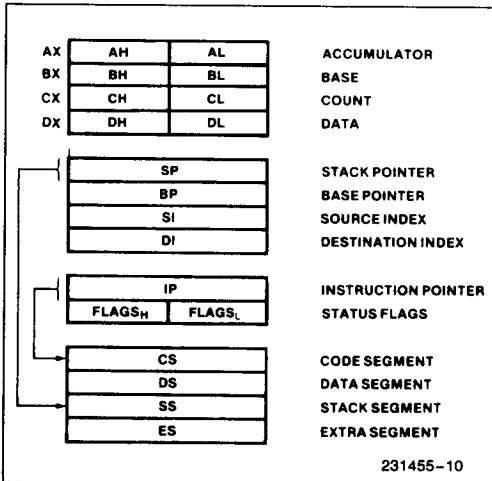 AX AH AL ACCUMULATOR
BX BH BL BASE
CX CH CL COUNT
DX DH DL DATA
SP STACK POINTER
BP BASE POINTER
SI SOURCE INDEX
DI DESTINATION INDEX
IP INSTRUCTION POINTER
FLAGSH FLAGSL STATUS FLAGS
CS CODE SEGMENT
DS DATA SEGMENT
SS STACK SEGMENT
ES EXTRA SEGMENT
231455-10